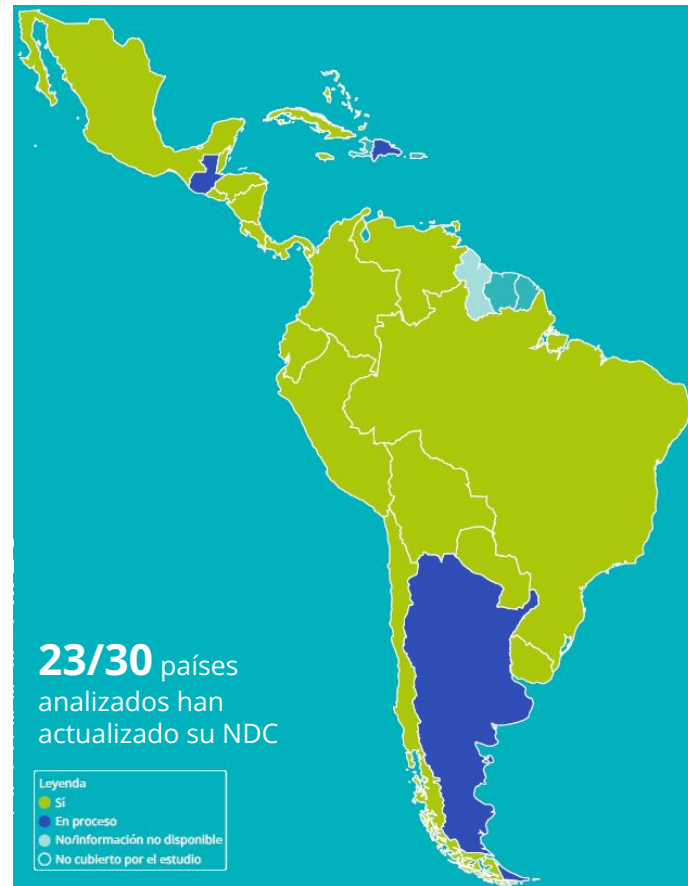 23/30 países
analizados han
actualizado su NDC
Leyenda
Sí
En proceso
No/información no disponible
No cubierto por el estudio